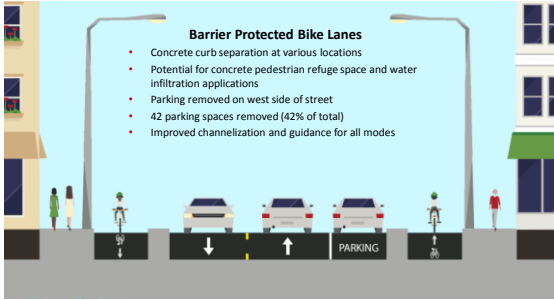 Barrier Protected Bike Lanes
• Concrete curb separation at various locations
• Potential for concrete pedestrian refuge space and water
infiltration applications
• Parking removed on west side of street
• 42 parking spaces removed (42% of total)
• Improved channelization and guidance for all modes
PARKING